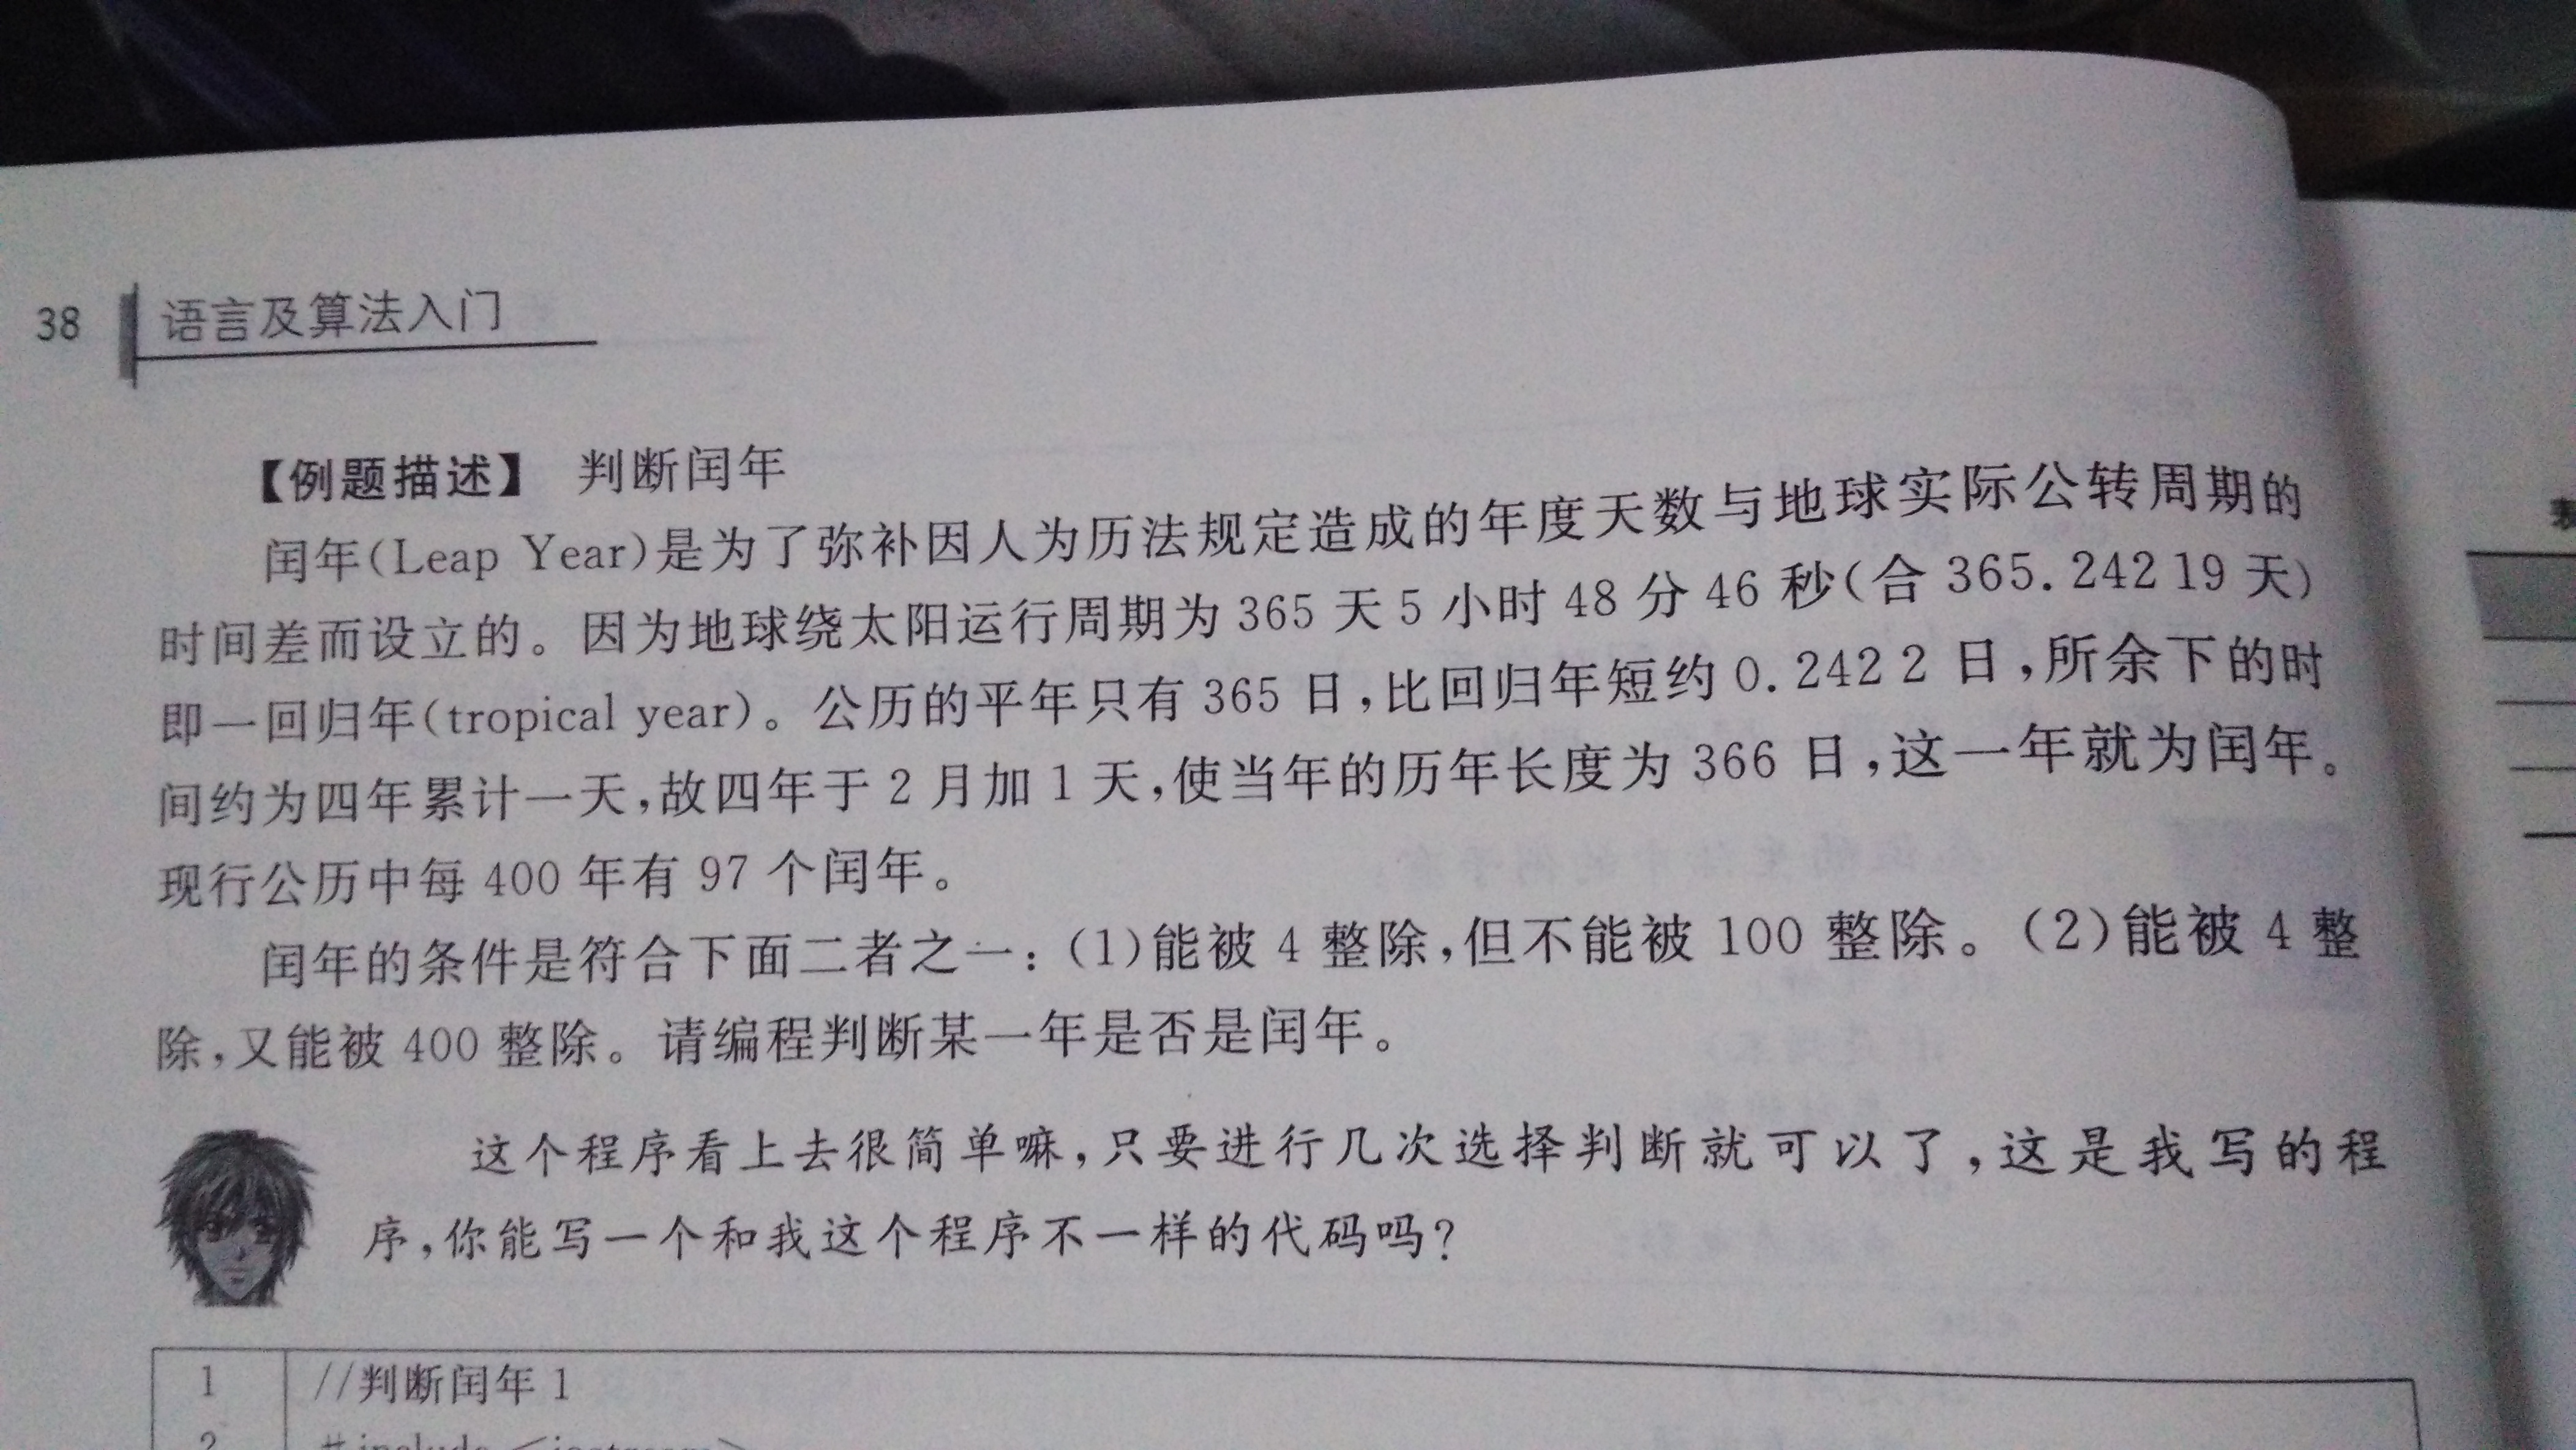 38 语言及算法入门
【例题描述】 判断闰年
闰年(Leap Year)是为了弥补因人为历法规定造成的年度天数与地球实际公转周期的
时间差而设立的。因为地球绕太阳运行周期为 365 天 5 小时 48 分 46 秒(合 365.242 19 天)
即一回归年(tropical year)。公历的平年只有 365 日,比回归年短约 0.242 2 日,所余下的时
间约为四年累计一天,故四年于 2 月加 1 天,使当年的历年长度为 366 日,这一年就为闰年。
现行公历中每 400 年有 97 个闰年。
闰年的条件是符合下面二者之一:(1)能被 4 整除,但不能被 100 整除。(2)能被 4 整
除,又能被 400 整除。请编程判断某一年是否是闰年。
这个程序看上去很简单嘛,只要进行几次选择判断就可以了,这是我写的程
序,你能写一个和我这个程序不一样的代码吗?
1 //判断闰年 1
2 #include <iostream>